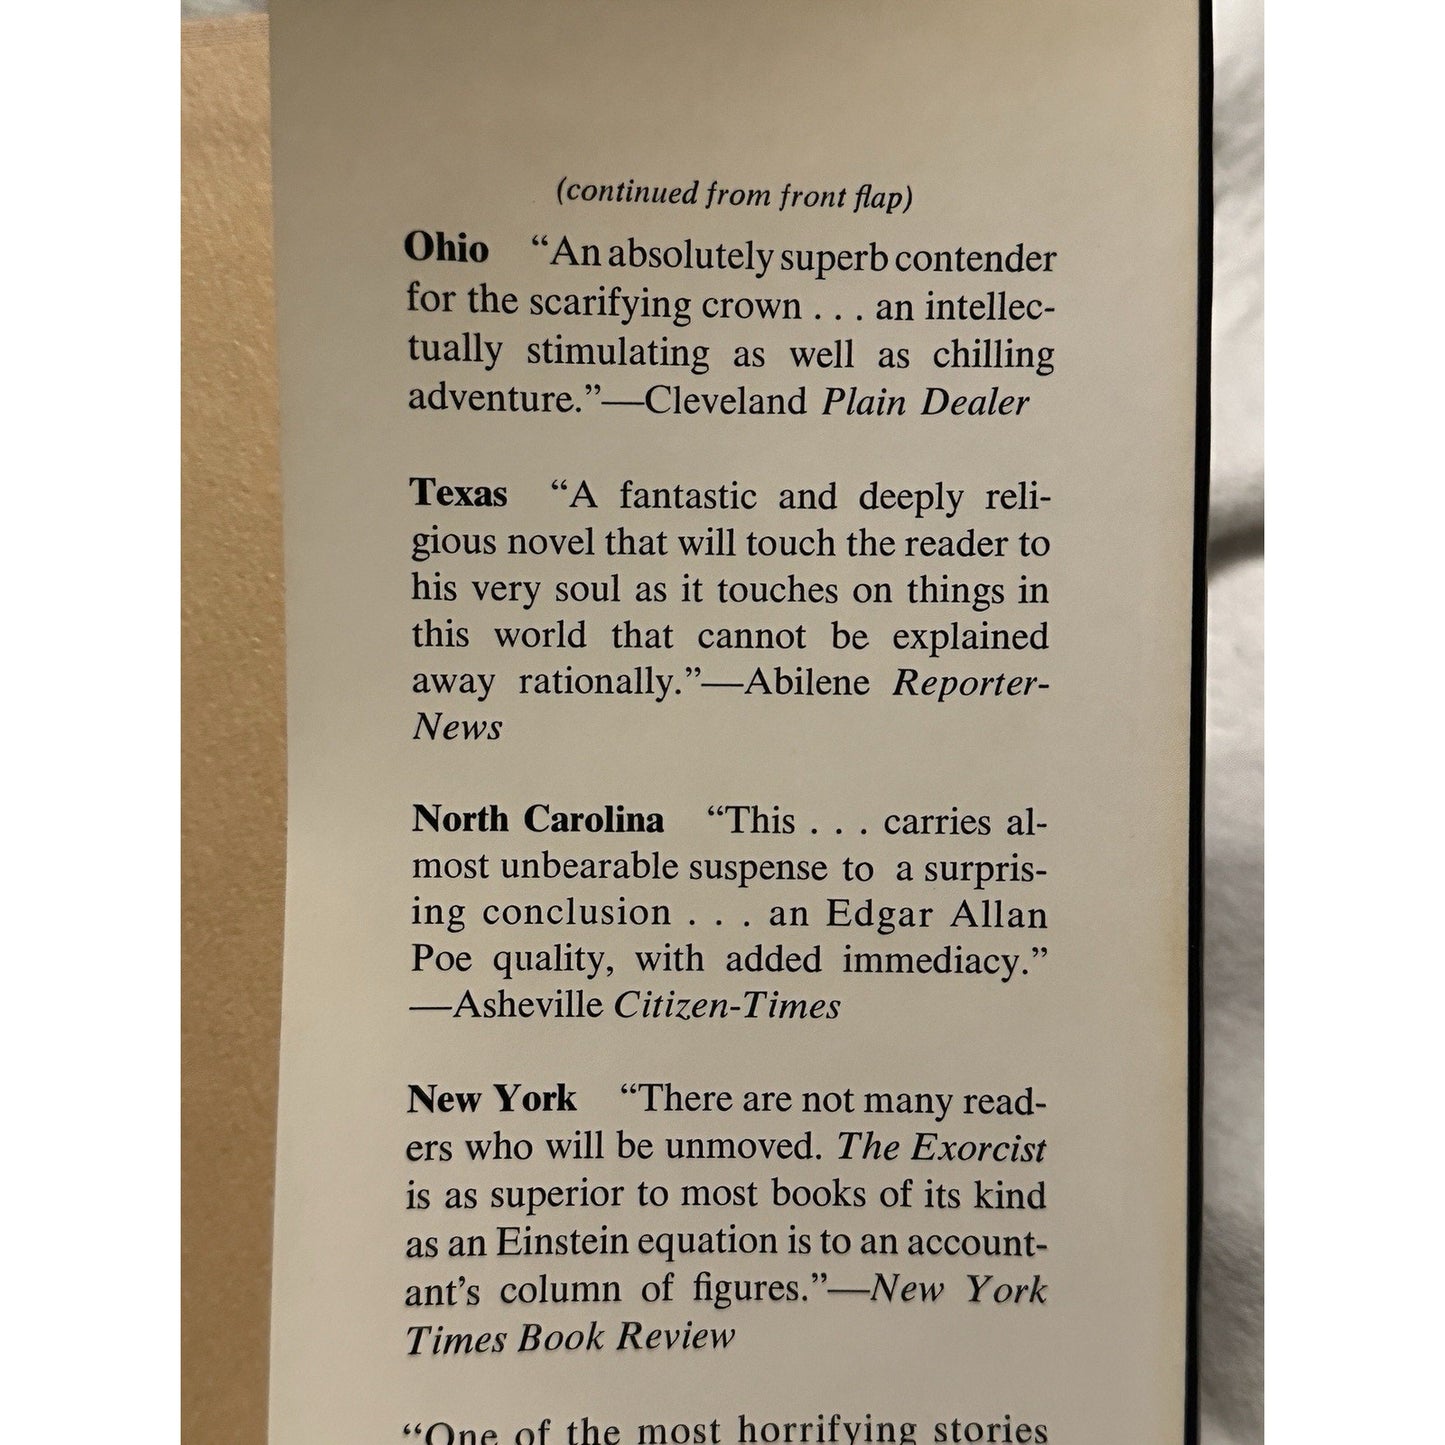 (continued from front flap)
Ohio “An absolutely superb contender
for the scarifying crown . . . an intellec-
tually stimulating as well as chilling
adventure.”—Cleveland Plain Dealer
Texas “A fantastic and deeply reli-
gious novel that will touch the reader to
his very soul as it touches on things in
this world that cannot be explained
away rationally.”—Abilene Reporter-
News
North Carolina “This . . . carries al-
most unbearable suspense to a surpris-
ing conclusion . . . an Edgar Allan
Poe quality, with added immediacy.”
—Asheville Citizen-Times
New York “There are not many read-
ers who will be unmoved. The Exorcist
is as superior to most books of its kind
as an Einstein equation is to an account-
ant’s column of figures.”—New York
Times Book Review
“One of the most horrifying stories